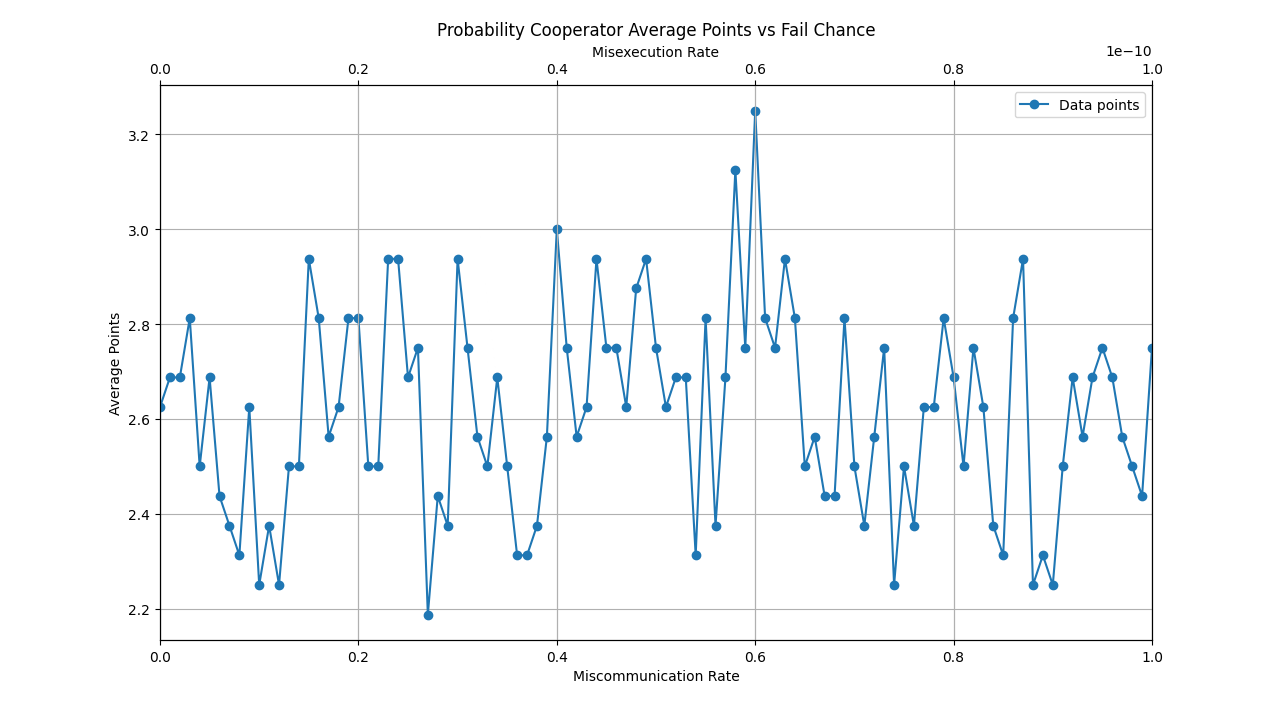 Probability Cooperator Average Points vs Fail Chance
Misexecution Rate
1e−10
0.0 0.2 0.4 0.6 0.8 1.0
Data points
3.2
3.0
2.8
2.6
2.4
2.2
Average Points
0.0 0.2 0.4 0.6 0.8 1.0
Miscommunication Rate